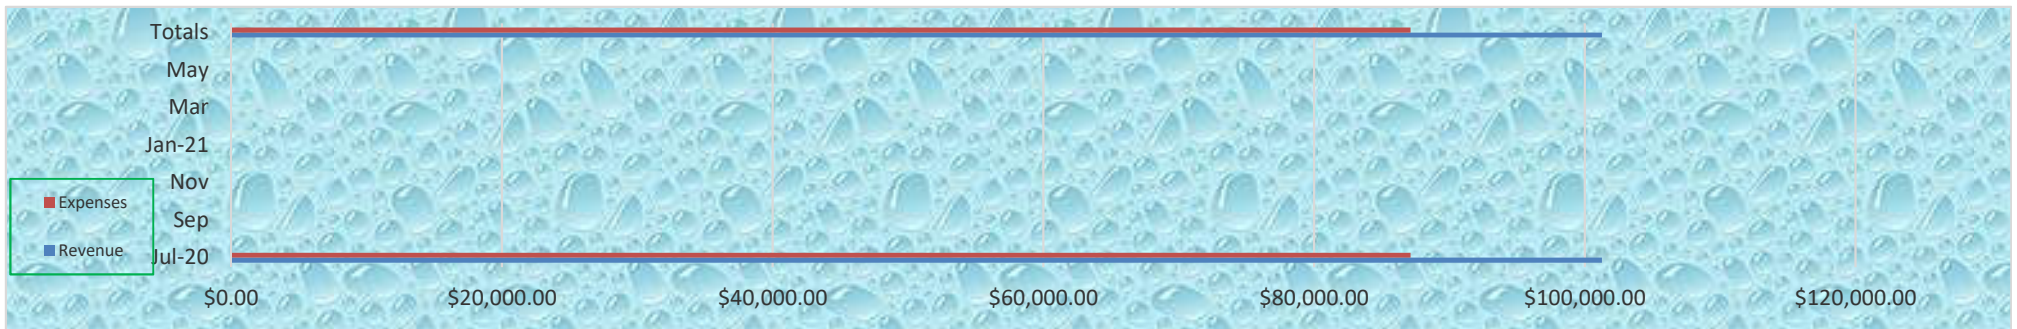 Totals
May
Mar
Jan-21
Nov
Sep
Jul-20
Expenses
Revenue
$0.00 $20,000.00 $40,000.00 $60,000.00 $80,000.00 $100,000.00 $120,000.00